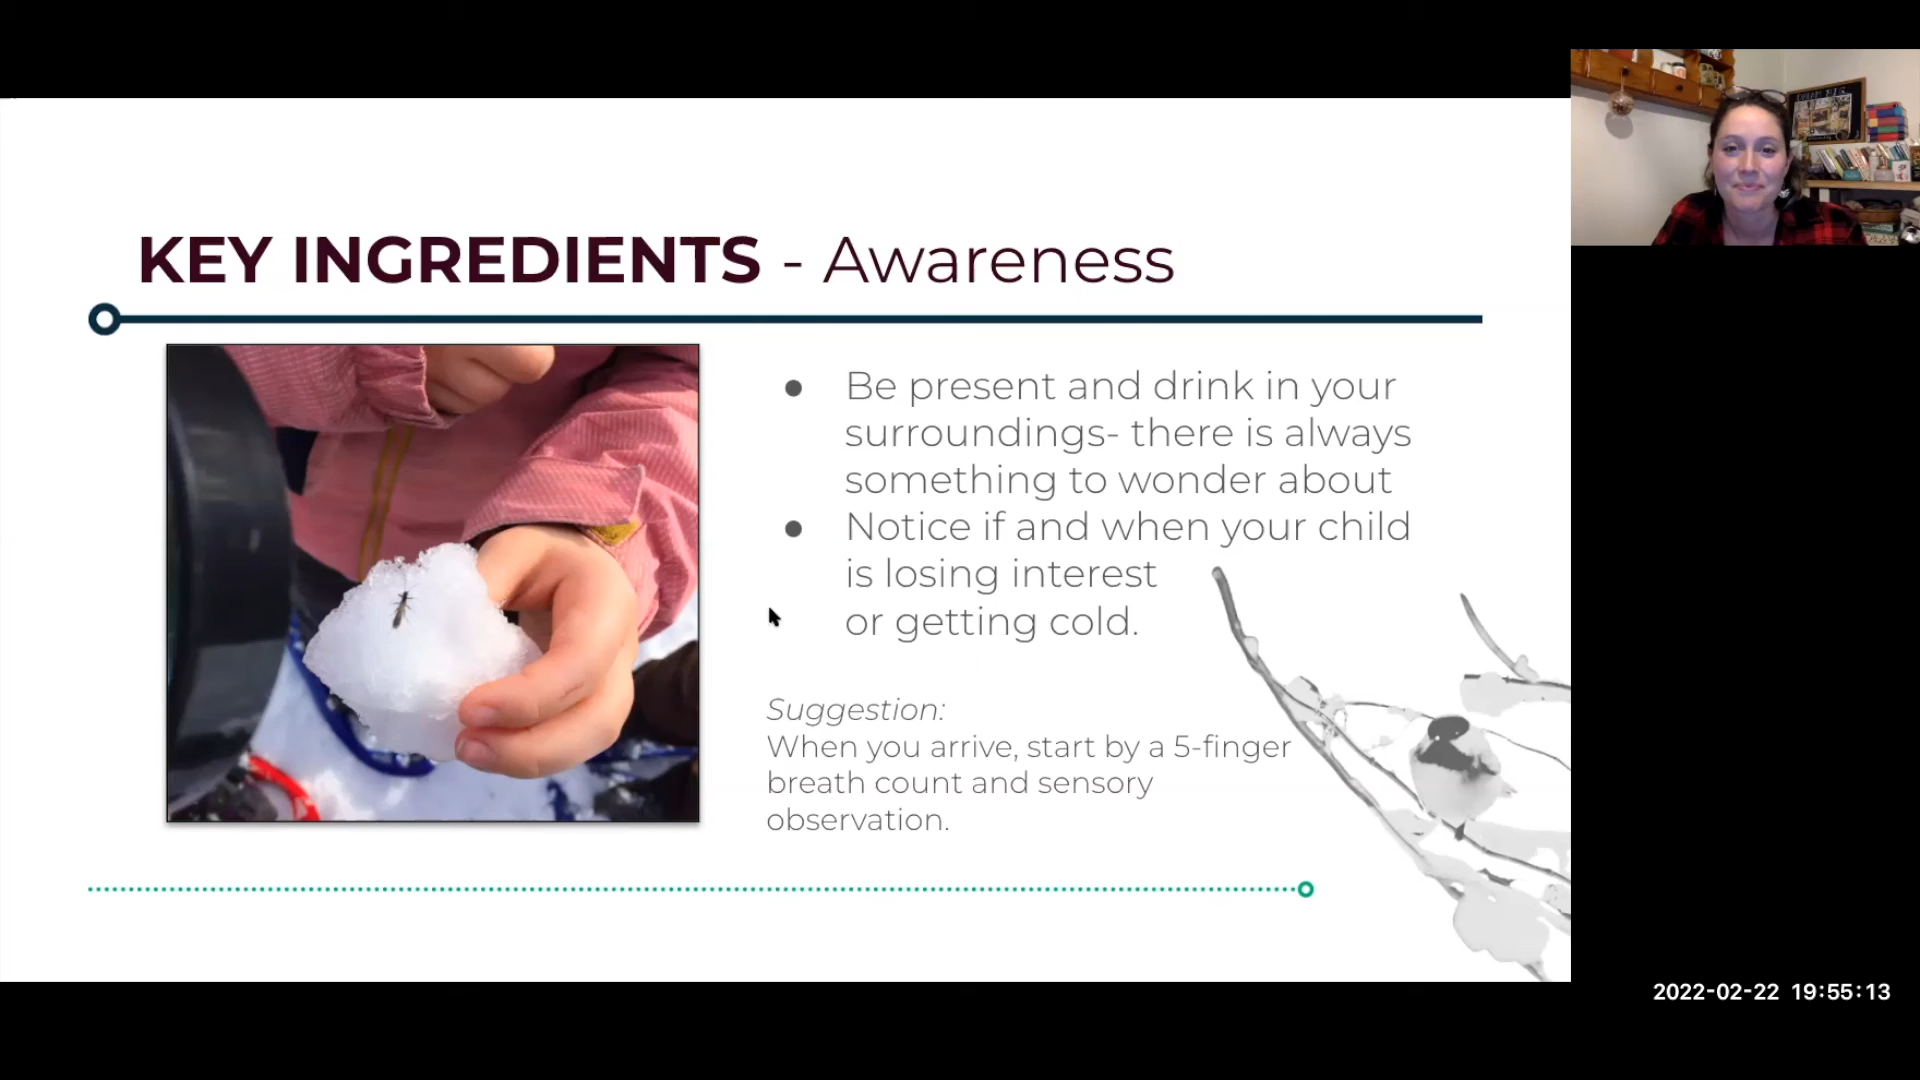 KEY INGREDIENTS - Awareness
● Be present and drink in your
surroundings- there is always
something to wonder about
● Notice if and when your child
is losing interest
or getting cold.
Suggestion:
When you arrive, start by a 5-finger
breath count and sensory
observation.
2022-02-22 19:55:13